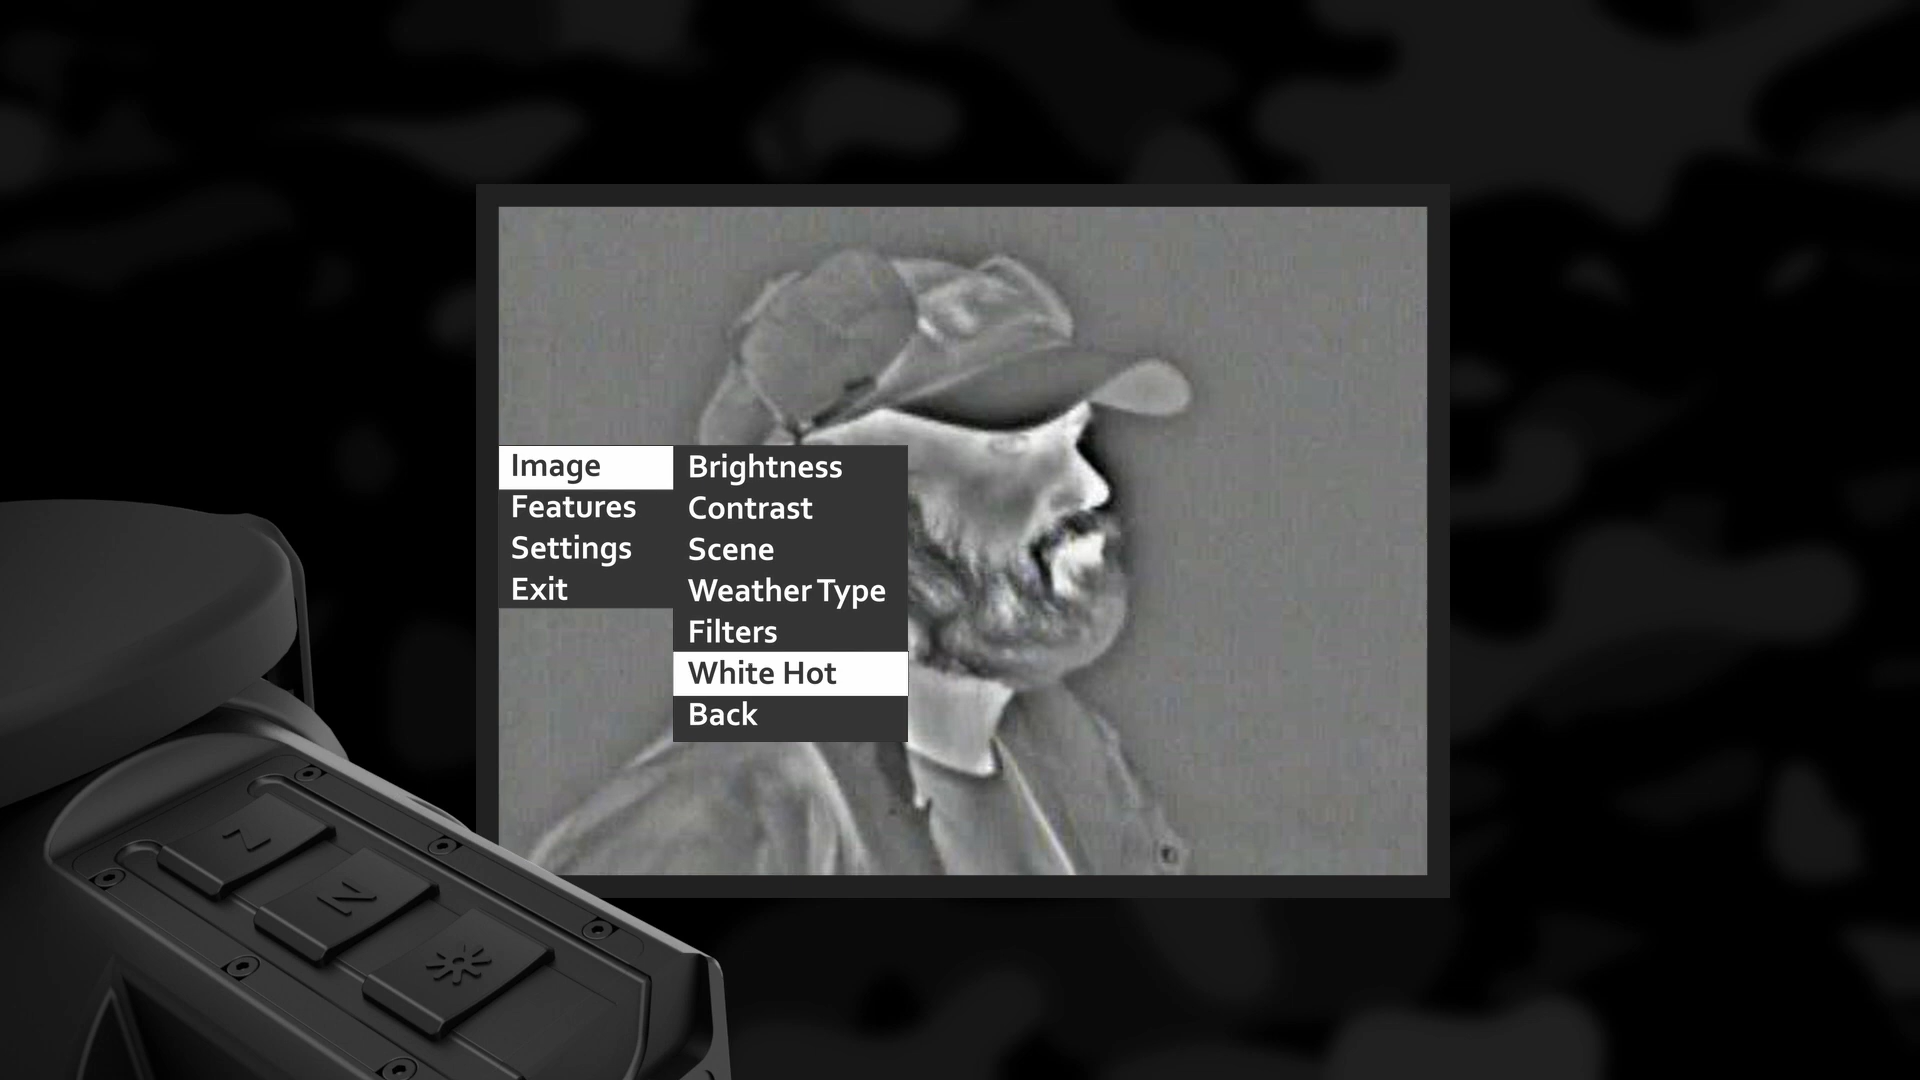 Image
Features
Settings
Exit
Brightness
Contrast
Scene
Weather Type
Filters
White Hot
Back
Z
N